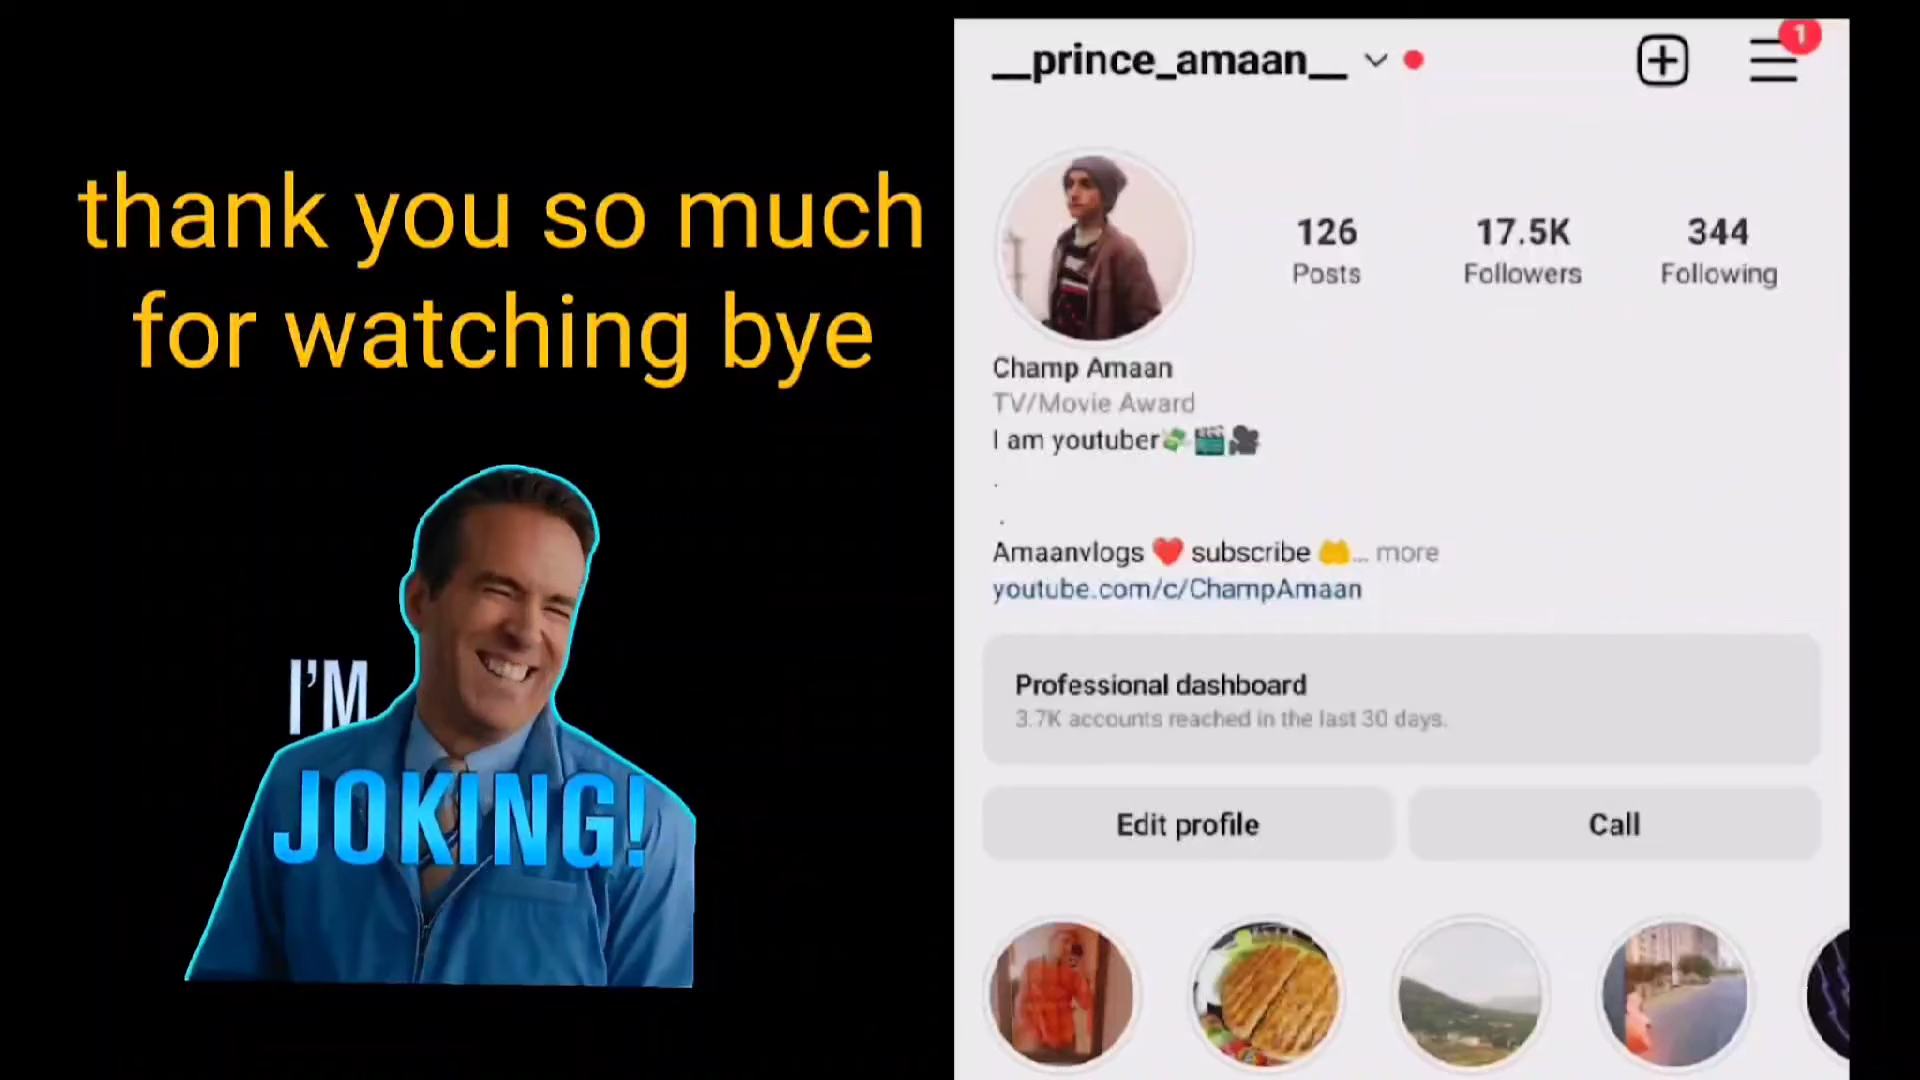 thank you so much
for watching bye
I'M
JOKING!
__prince_amaan__
1
126
Posts
17.5K
Followers
344
Following
Champ Amaan
TV/Movie Award
I am youtuber💸🎬🎥
.
.
Amaanvlogs ❤️ subscribe 🤲... more
youtube.com/c/ChampAmaan
Professional dashboard
3.7K accounts reached in the last 30 days.
Edit profile
Call